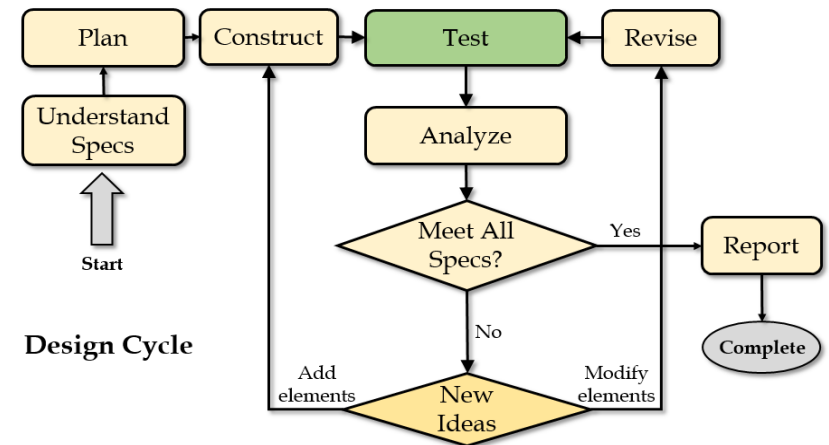 Plan
Construct
Test
Revise
Understand
Specs
Analyze
Start
Meet All
Specs?
Yes
Report
No
Design Cycle
Complete
Add
elements
New
Ideas
Modify
elements